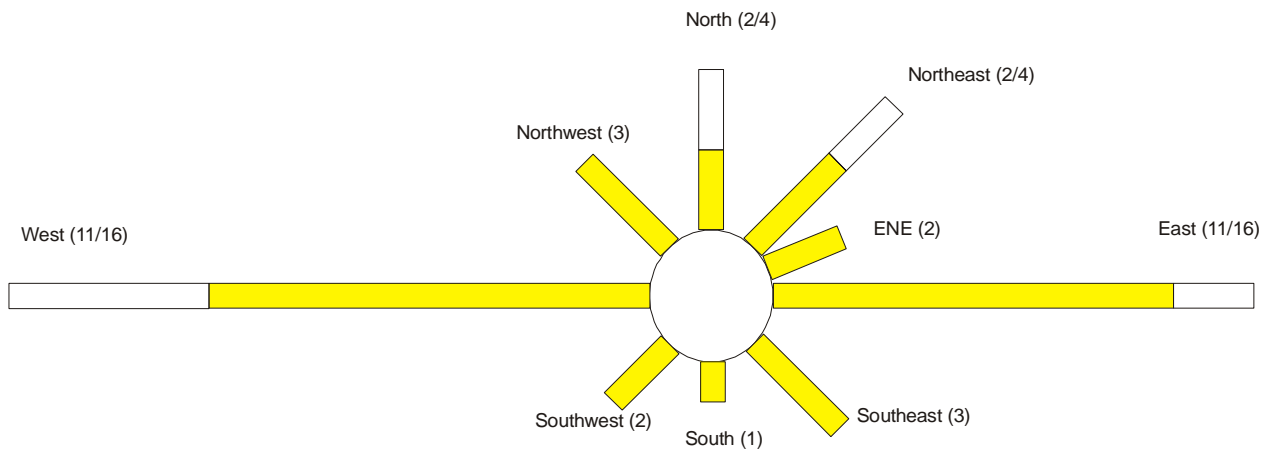 North (2/4)
Northeast (2/4)
Northwest (3)
West (11/16)
ENE (2)
East (11/16)
Southwest (2)
South (1)
Southeast (3)